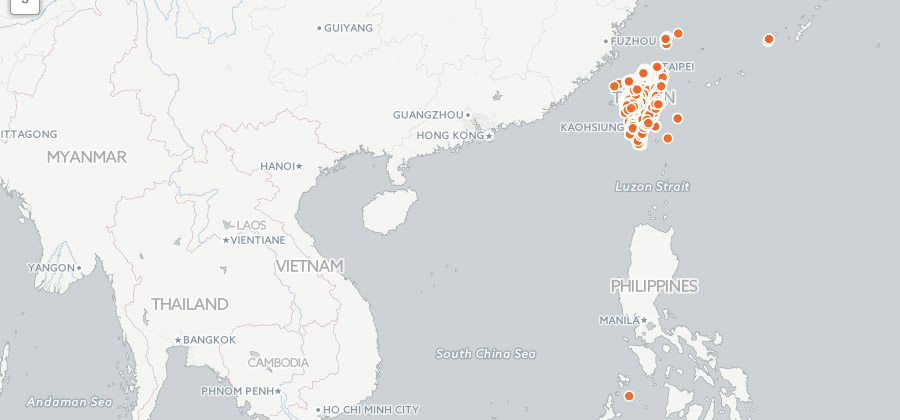 GUIYANG
FUZHOU
TAIPEI
GUANGZHOU
KAOHSIUNG
HONG KONG
ITTAGONG
MYANMAR
HANOI
Luzon Strait
LAOS
VIENTIANE
YANGON
VIETNAM
PHILIPPINES
THAILAND
MANILA
BANGKOK
South China Sea
CAMBODIA
PHNOM PENH
Andaman Sea
HO CHI MINH CITY